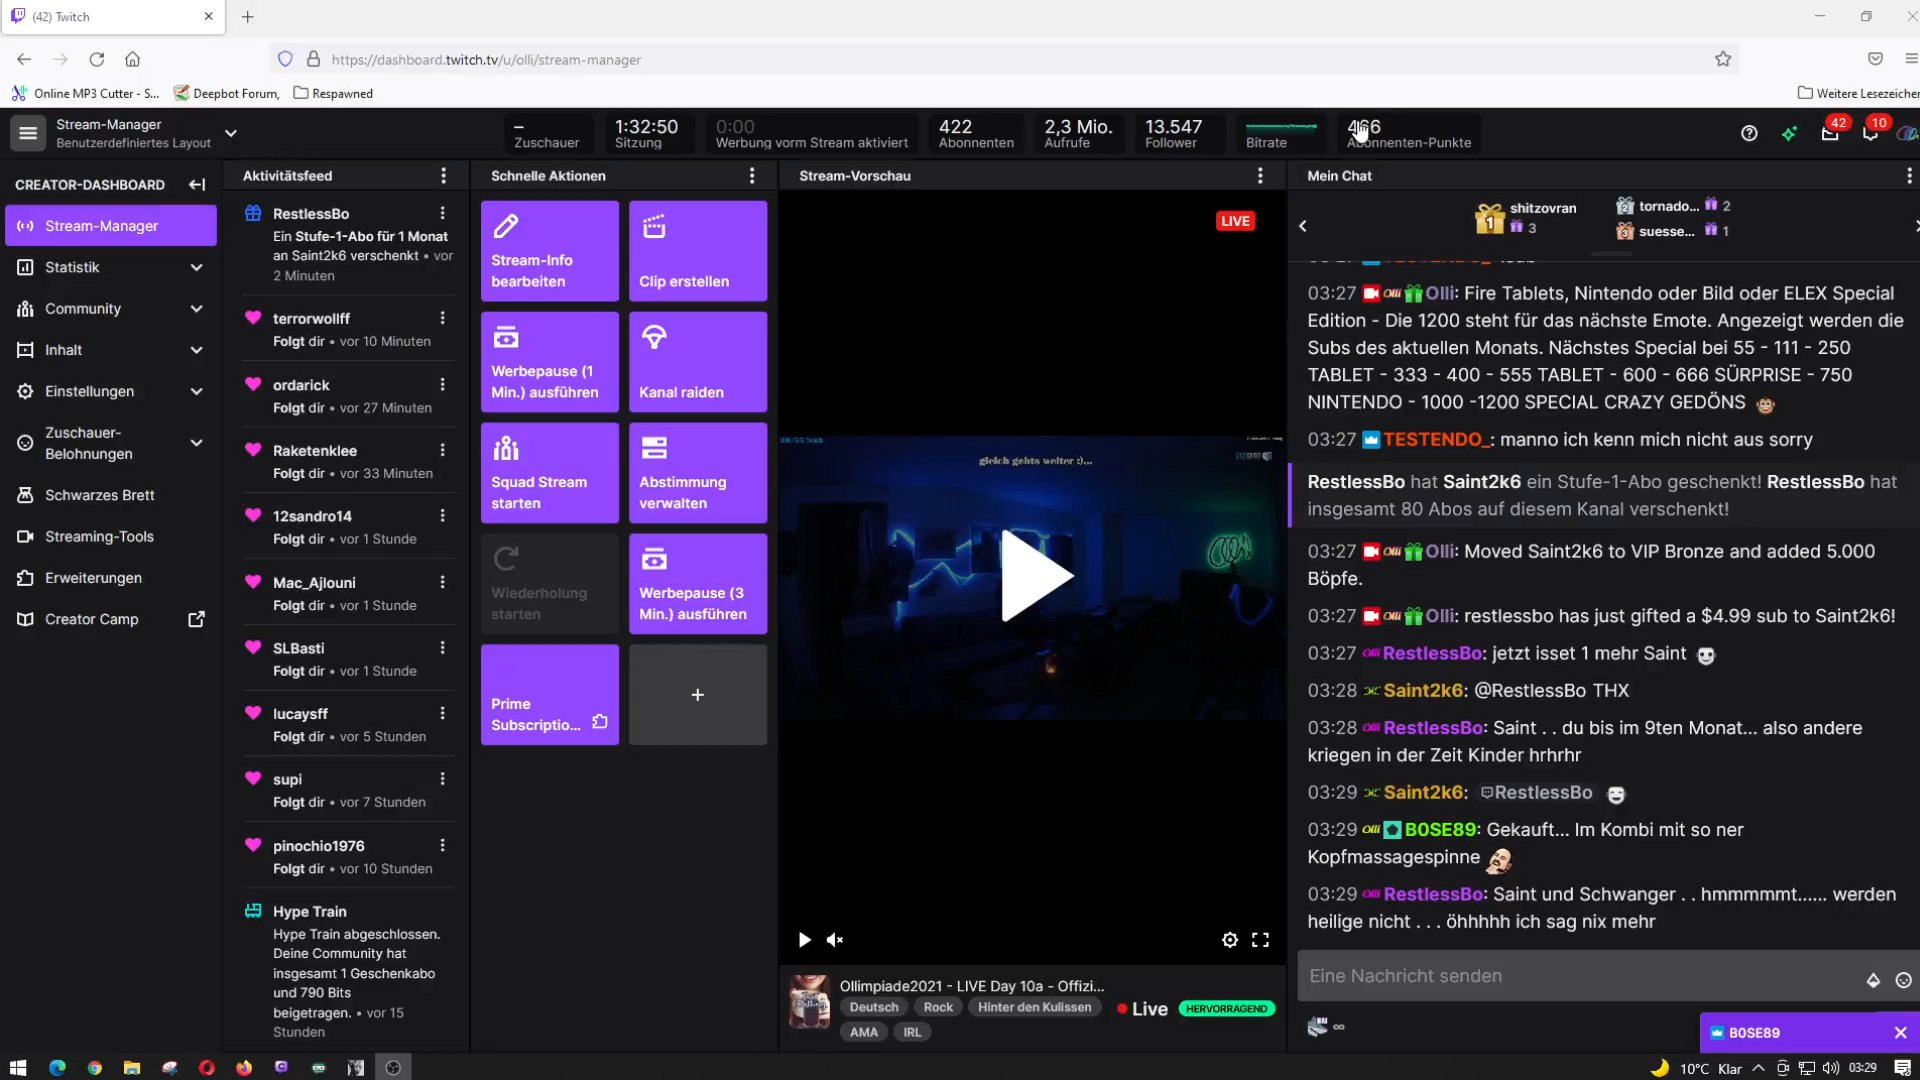 (42) Twitch
https://dashboard.twitch.tv/u/olli/stream-manager
Online MP3 Cutter - S...
Deepbot Forum,
Respawned
Weitere Lesezeichen
Stream-Manager
Benutzerdefiniertes Layout
–
Zuschauer
1:32:50
Sitzung
0:00
Werbung vorm Stream aktiviert
422
Abonnenten
2,3 Mio.
Aufrufe
13.547
Follower
Bitrate
466
Abonnenten-Punkte
42
10
CREATOR-DASHBOARD
Stream-Manager
Statistik
Community
Inhalt
Einstellungen
Zuschauer-
Belohnungen
Schwarzes Brett
Streaming-Tools
Erweiterungen
Creator Camp
Aktivitätsfeed
RestlessBo
Ein Stufe-1-Abo für 1 Monat
an Saint2k6 verschenkt • vor
2 Minuten
terrorwollff
Folgt dir • vor 10 Minuten
ordarick
Folgt dir • vor 27 Minuten
Raketenklee
Folgt dir • vor 33 Minuten
12sandro14
Folgt dir • vor 1 Stunde
Mac_Ajlouni
Folgt dir • vor 1 Stunde
SLBasti
Folgt dir • vor 1 Stunde
lucaysff
Folgt dir • vor 5 Stunden
supi
Folgt dir • vor 7 Stunden
pinochio1976
Folgt dir • vor 10 Stunden
Hype Train
Hype Train abgeschlossen.
Deine Community hat
insgesamt 1 Geschenkabo
und 790 Bits
beigetragen. • vor 15
Stunden
Schnelle Aktionen
Stream-Info
bearbeiten
Clip erstellen
Werbepause (1
Min.) ausführen
Kanal raiden
Squad Stream
starten
Abstimmung
verwalten
Wiederholung
starten
Werbepause (3
Min.) ausführen
Prime
Subscriptio...
+
Stream-Vorschau
LIVE
gleich gehts weiter :)...
Ollimpiade2021 - LIVE Day 10a - Offizi...
Deutsch
Rock
Hinter den Kulissen
AMA
IRL
Live
HERVORRAGEND
Mein Chat
1
shitzovran
3
2
tornado...
2
3
suesse...
1
03:27 Olli: Fire Tablets, Nintendo oder Bild oder ELEX Special
Edition - Die 1200 steht für das nächste Emote. Angezeigt werden die
Subs des aktuellen Monats. Nächstes Special bei 55 - 111 - 250
TABLET - 333 - 400 - 555 TABLET - 600 - 666 SÜRPRISE - 750
NINTENDO - 1000 -1200 SPECIAL CRAZY GEDÖNS
03:27 TESTENDO_: manno ich kenn mich nicht aus sorry
RestlessBo hat Saint2k6 ein Stufe-1-Abo geschenkt! RestlessBo hat
insgesamt 80 Abos auf diesem Kanal verschenkt!
03:27 Olli: Moved Saint2k6 to VIP Bronze and added 5.000
Böpfe.
03:27 Olli: restlessbo has just gifted a $4.99 sub to Saint2k6!
03:27 RestlessBo: jetzt isset 1 mehr Saint
03:28 Saint2k6: @RestlessBo THX
03:28 RestlessBo: Saint . . du bis im 9ten Monat... also andere
kriegen in der Zeit Kinder hrhrhr
03:29 Saint2k6: RestlessBo
03:29 B0SE89: Gekauft... Im Kombi mit so ner
Kopfmassagespinne
03:29 RestlessBo: Saint und Schwanger . . hmmmmmt...... werden
heilige nicht . . . öhhhhh ich sag nix mehr
Eine Nachricht senden
∞
B0SE89
10°C Klar
03:29